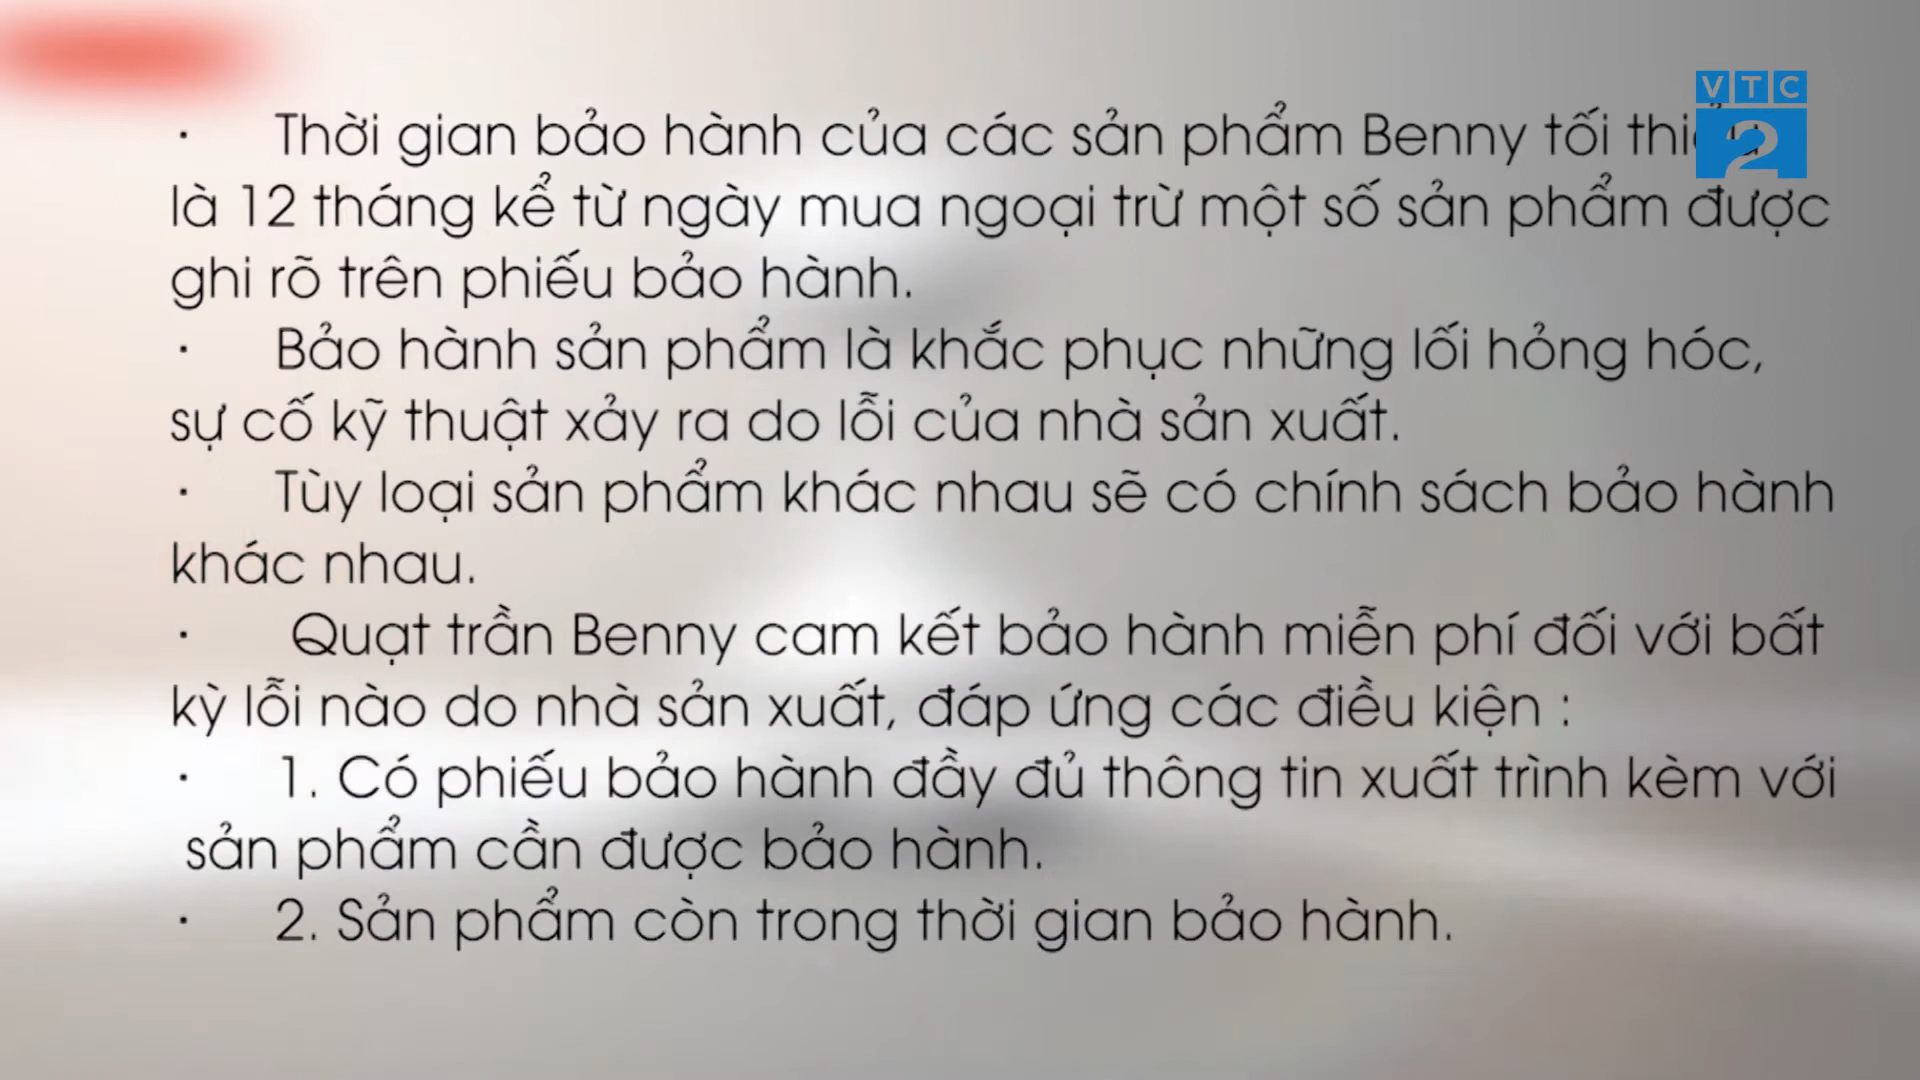 VTC
2
· Thời gian bảo hành của các sản phẩm Benny tối thiểu
là 12 tháng kể từ ngày mua ngoại trừ một số sản phẩm được
ghi rõ trên phiếu bảo hành.
· Bảo hành sản phẩm là khắc phục những lối hỏng hóc,
sự cố kỹ thuật xảy ra do lỗi của nhà sản xuất.
· Tùy loại sản phẩm khác nhau sẽ có chính sách bảo hành
khác nhau.
· Quạt trần Benny cam kết bảo hành miễn phí đối với bất
kỳ lỗi nào do nhà sản xuất, đáp ứng các điều kiện :
· 1. Có phiếu bảo hành đầy đủ thông tin xuất trình kèm với
sản phẩm cần được bảo hành.
· 2. Sản phẩm còn trong thời gian bảo hành.